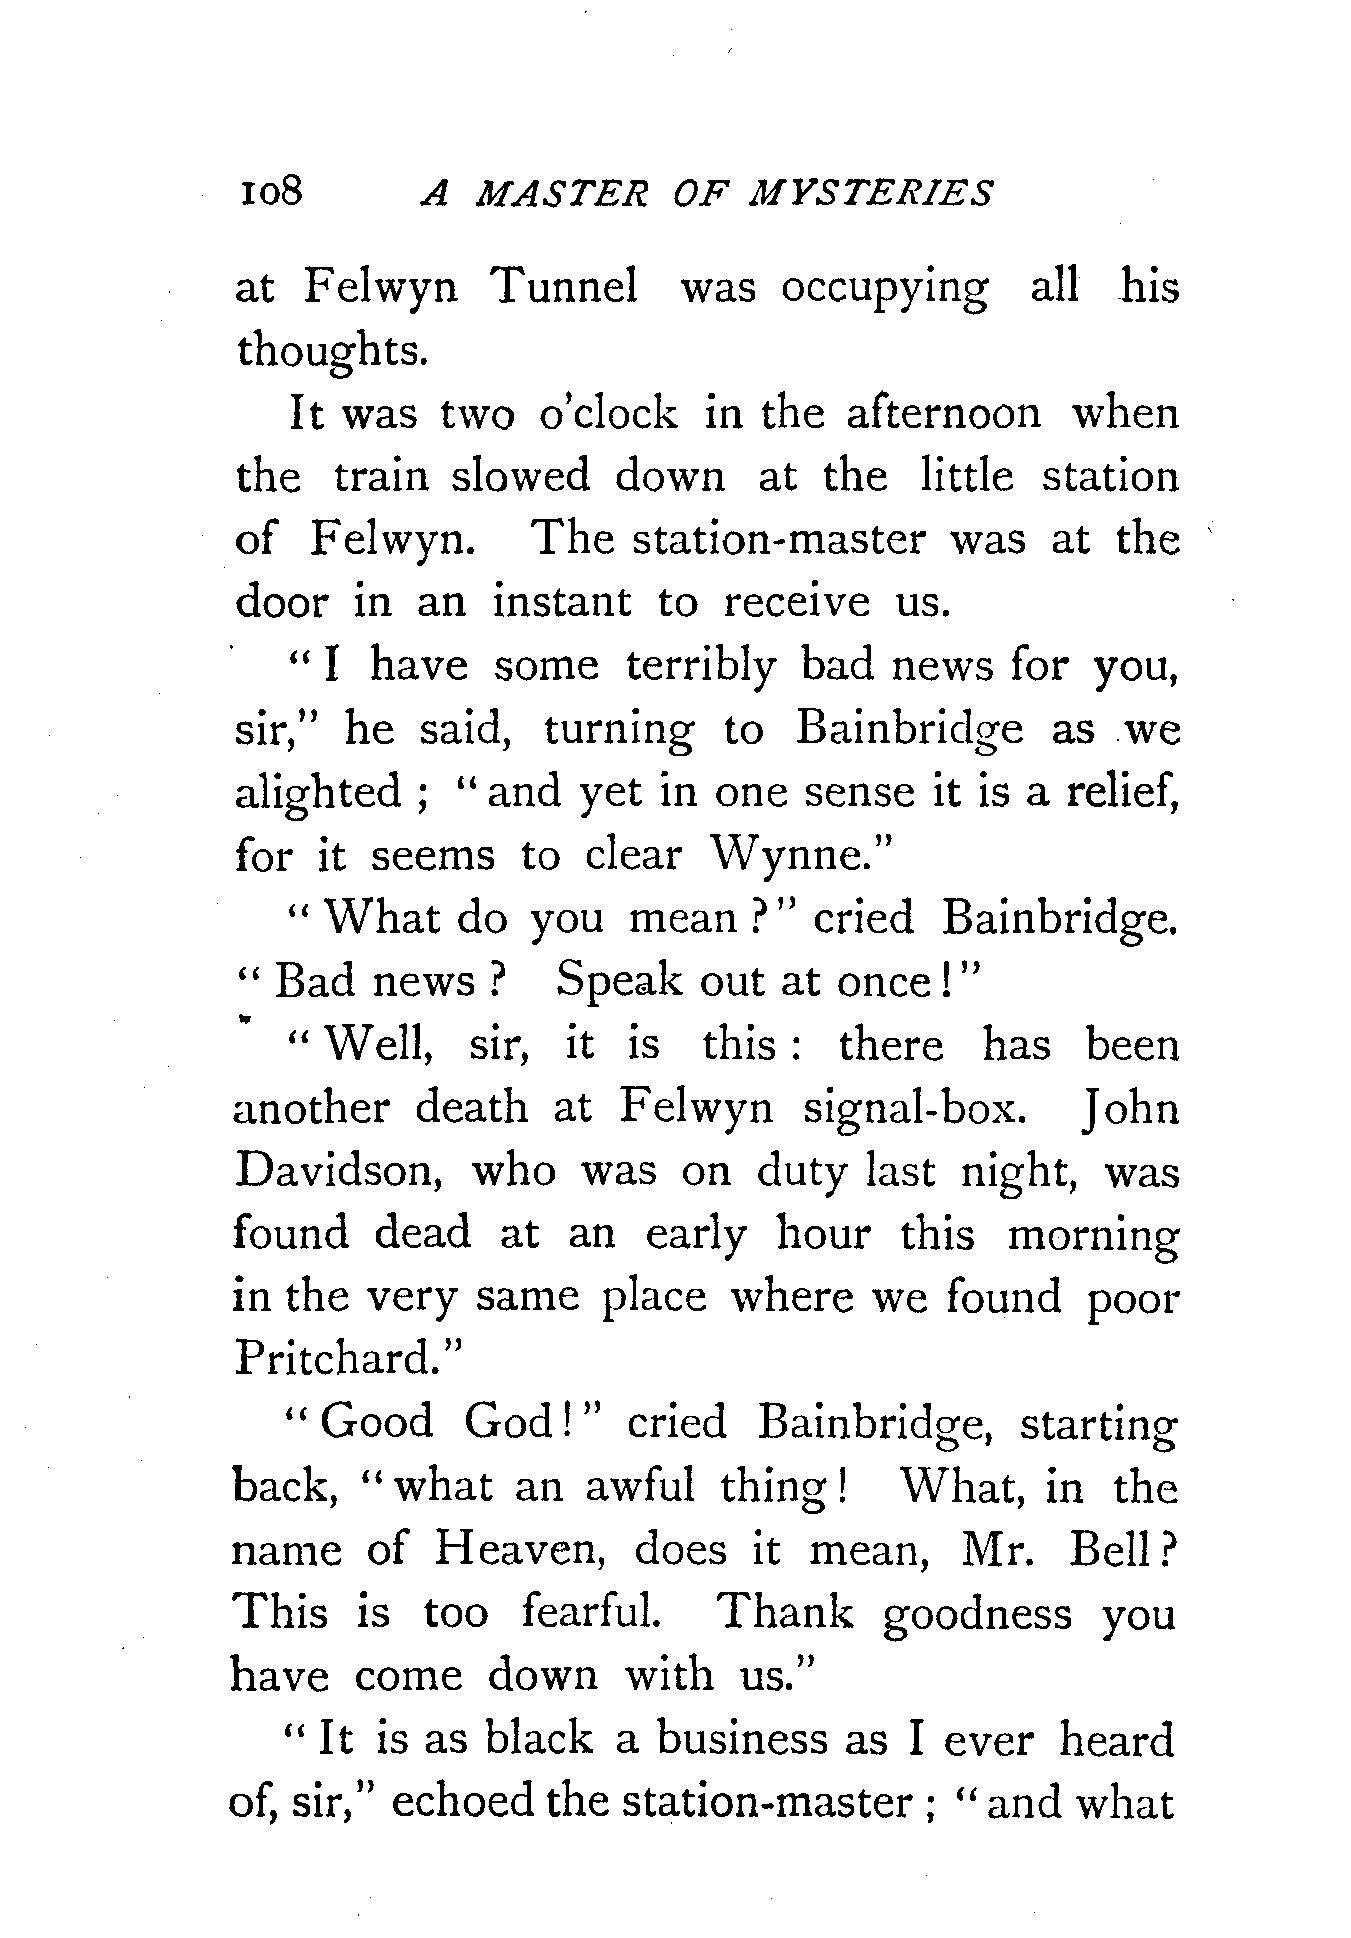 108 A MASTER OF MYSTERIES
at Felwyn Tunnel was occupying all his
thoughts.
It was two o'clock in the afternoon when
the train slowed down at the little station
of Felwyn. The station-master was at the
door in an instant to receive us.
“ I have some terribly bad news for you,
sir,” he said, turning to Bainbridge as we
alighted ; “ and yet in one sense it is a relief,
for it seems to clear Wynne.”
“ What do you mean ?” cried Bainbridge.
“ Bad news ? Speak out at once !”
“ Well, sir, it is this : there has been
another death at Felwyn signal-box. John
Davidson, who was on duty last night, was
found dead at an early hour this morning
in the very same place where we found poor
Pritchard.”
“ Good God !” cried Bainbridge, starting
back, “ what an awful thing ! What, in the
name of Heaven, does it mean, Mr. Bell ?
This is too fearful. Thank goodness you
have come down with us.”
“ It is as black a business as I ever heard
of, sir,” echoed the station-master ; “ and what